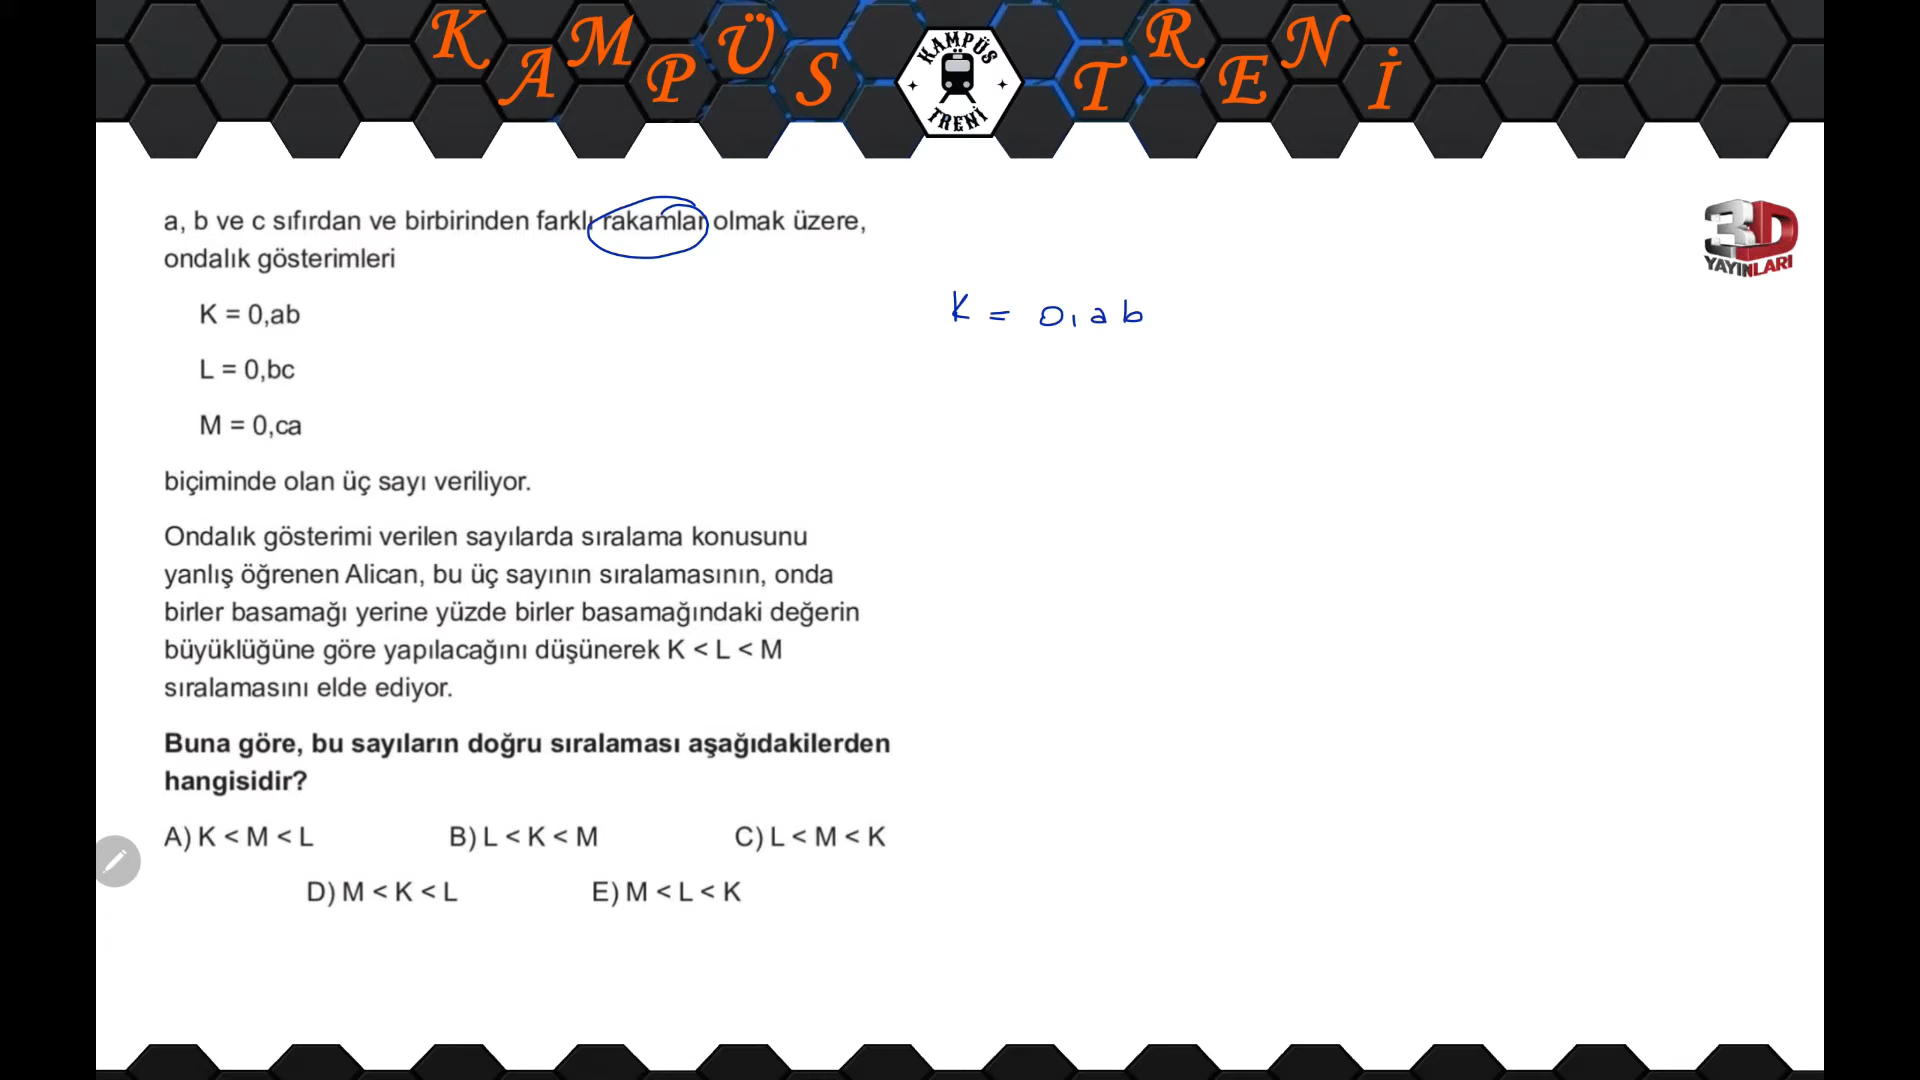 KAMPÜS TRENİ
KAMPÜS
TRENİ
a, b ve c sıfırdan ve birbirinden farklı rakamlar olmak üzere,
ondalık gösterimleri
3D
YAYINLARI
K = 0,ab
K = 0,ab
L = 0,bc
M = 0,ca
biçiminde olan üç sayı veriliyor.
Ondalık gösterimi verilen sayılarda sıralama konusunu
yanlış öğrenen Alican, bu üç sayının sıralamasının, onda
birler basamağı yerine yüzde birler basamağındaki değerin
büyüklüğüne göre yapılacağını düşünerek K < L < M
sıralamasını elde ediyor.
Buna göre, bu sayıların doğru sıralaması aşağıdakilerden
hangisidir?
A) K < M < L B) L < K < M C) L < M < K
D) M < K < L E) M < L < K